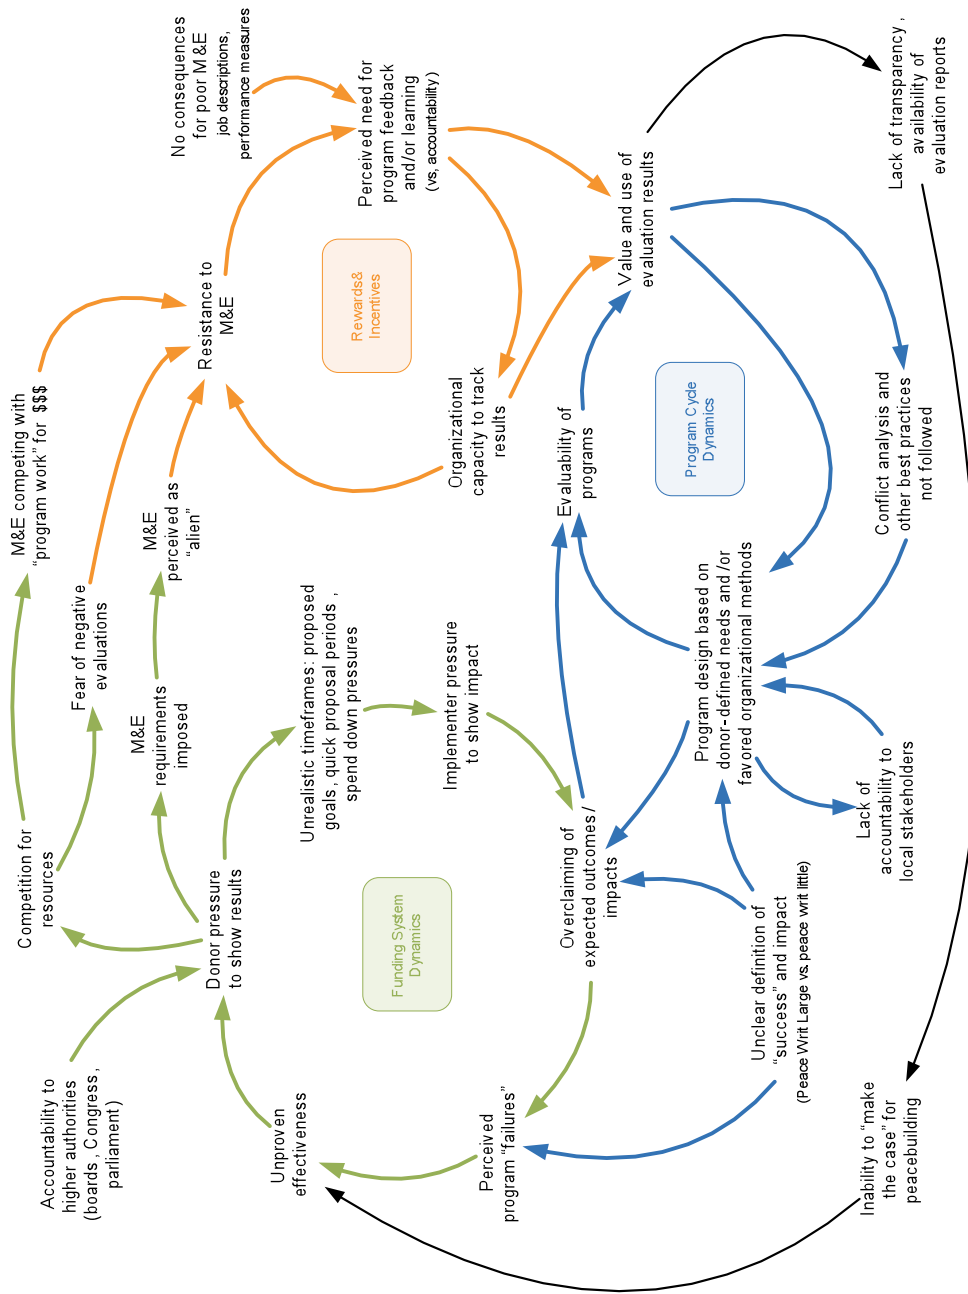 Accountability to
higher authorities
(boards , Congress ,
parliament)
Competition for
resources
M&E competing with
“program work” for $$$
Fear of negative
evaluations
M&E
perceived as
“alien”
M&E
requirements
imposed
Donor pressure
to show results
Resistance to
M&E
No consequences
for poor M&E
job descriptions,
performance measures
Perceived need for
program feedback
and/or learning
(vs, accountability)
Rewards&
Incentives
Unproven
effectiveness
Funding System
Dynamics
Unrealistic timeframes: proposed
goals, quick proposal periods ,
spend down pressures
Implementer pressure
to show impact
Organizational
capacity to track
results
Value and use of
evaluation results
Perceived
program “failures”
Overclaiming of
expected outcomes /
impacts
Evaluability of
programs
Program Cycle
Dynamics
Unclear definition of
“success” and impact
(Peace Writ Large vs. peace writ little)
Program design based on
donor-defined needs and /or
favored organizational methods
Lack of
accountability to
local stakeholders
Conflict analysis and
other best practices
not followed
Lack of transparency ,
availability of
evaluation reports
Inability to “make
the case” for
peacebuilding